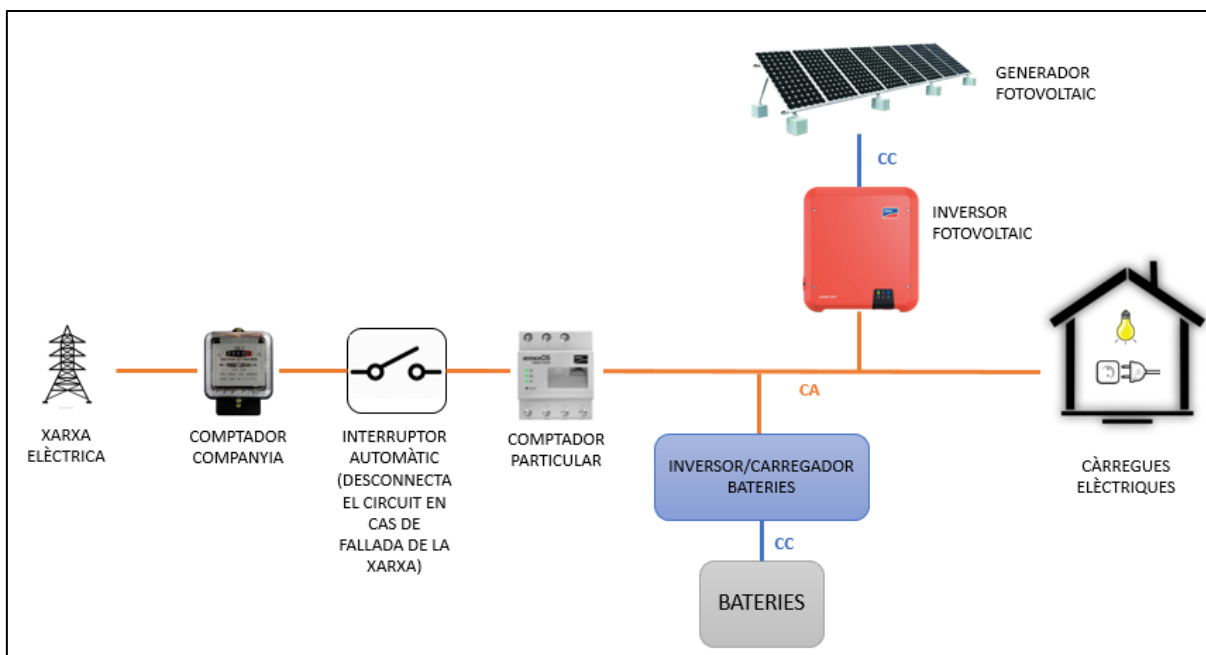 GENERADOR
FOTOVOLTAIC
CC
INVERSOR
FOTOVOLTAIC
CA
XARXA
ELÈCTRICA
COMPTADOR
COMPANYIA
INTERRUPTOR
AUTOMÀTIC
(DESCONNECTA
EL CIRCUIT EN
CAS DE
FALLADA DE LA
XARXA)
COMPTADOR
PARTICULAR
INVERSOR/CARREGADOR
BATERIES
CÀRREGUES
ELÈCTRIQUES
CC
BATERIES